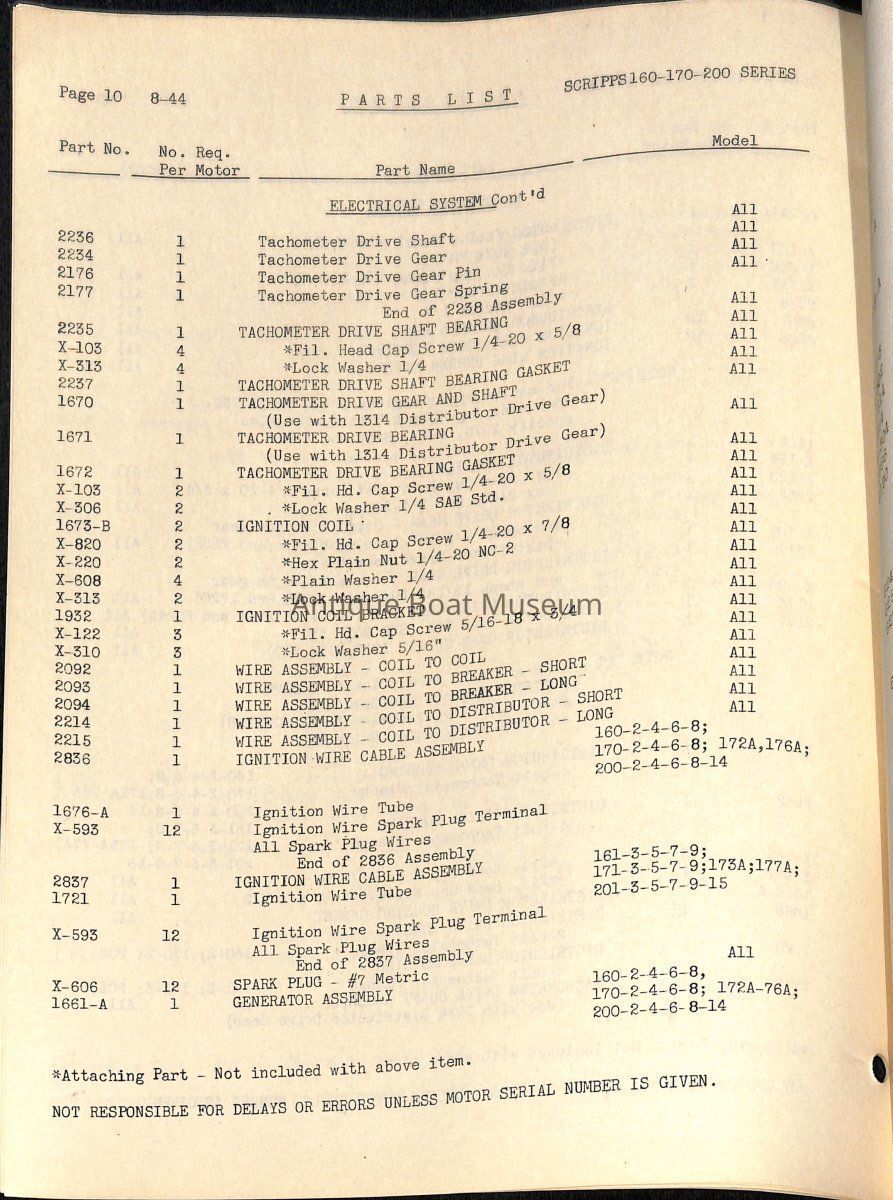 Page 10 8-44 PARTS LIST SCRIPPS 160-170-200 SERIES
Part No. No. Req. Per Motor Part Name Model
ELECTRICAL SYSTEM Cont'd
2236 1 Tachometer Drive Shaft All
2234 1 Tachometer Drive Gear All
2176 1 Tachometer Drive Gear Pin All
2177 1 Tachometer Drive Gear Spring All
End of 2238 Assembly
2235 1 TACHOMETER DRIVE SHAFT BEARING All
X-103 4 *Fil. Head Cap Screw 1/4-20 x 5/8 All
X-313 4 *Lock Washer 1/4 All
2237 1 TACHOMETER DRIVE SHAFT BEARING GASKET All
1670 1 TACHOMETER DRIVE GEAR AND SHAFT All
(Use with 1314 Distributor Drive Gear)
1671 1 TACHOMETER DRIVE BEARING All
(Use with 1314 Distributor Drive Gear) All
1672 1 TACHOMETER DRIVE BEARING GASKET All
X-103 2 *Fil. Hd. Cap Screw 1/4-20 x 5/8 All
X-306 2 *Lock Washer 1/4 SAE Std. All
1673-B 2 IGNITION COIL All
X-820 2 *Fil. Hd. Cap Screw 1/4-20 x 7/8 All
X-220 2 *Hex Plain Nut 1/4-20 NC-2 All
X-608 4 *Plain Washer 1/4 All
X-313 2 *Lock Washer 1/4 All
Antique Boat Museum
1932 1 IGNITION COIL BRACKET All
X-122 3 *Fil. Hd. Cap Screw 5/16-18 x 3/4 All
X-310 3 *Lock Washer 5/16" All
2092 1 WIRE ASSEMBLY - COIL TO COIL All
2093 1 WIRE ASSEMBLY - COIL TO BREAKER - SHORT All
2094 1 WIRE ASSEMBLY - COIL TO BREAKER - LONG All
2214 1 WIRE ASSEMBLY - COIL TO DISTRIBUTOR - SHORT All
2215 1 WIRE ASSEMBLY - COIL TO DISTRIBUTOR - LONG
2836 1 IGNITION WIRE CABLE ASSEMBLY 160-2-4-6-8;
170-2-4-6-8; 172A,176A;
200-2-4-6-8-14
1676-A 1 Ignition Wire Tube
X-593 12 Ignition Wire Spark Plug Terminal
All Spark Plug Wires
End of 2836 Assembly
2837 1 IGNITION WIRE CABLE ASSEMBLY 161-3-5-7-9;
171-3-5-7-9;173A;177A;
1721 1 Ignition Wire Tube 201-3-5-7-9-15
X-593 12 Ignition Wire Spark Plug Terminal
All Spark Plug Wires
End of 2837 Assembly
X-606 12 SPARK PLUG - #7 Metric All
1661-A 1 GENERATOR ASSEMBLY 160-2-4-6-8,
170-2-4-6-8; 172A-76A;
200-2-4-6-8-14
*Attaching Part - Not included with above item.
NOT RESPONSIBLE FOR DELAYS OR ERRORS UNLESS MOTOR SERIAL NUMBER IS GIVEN.